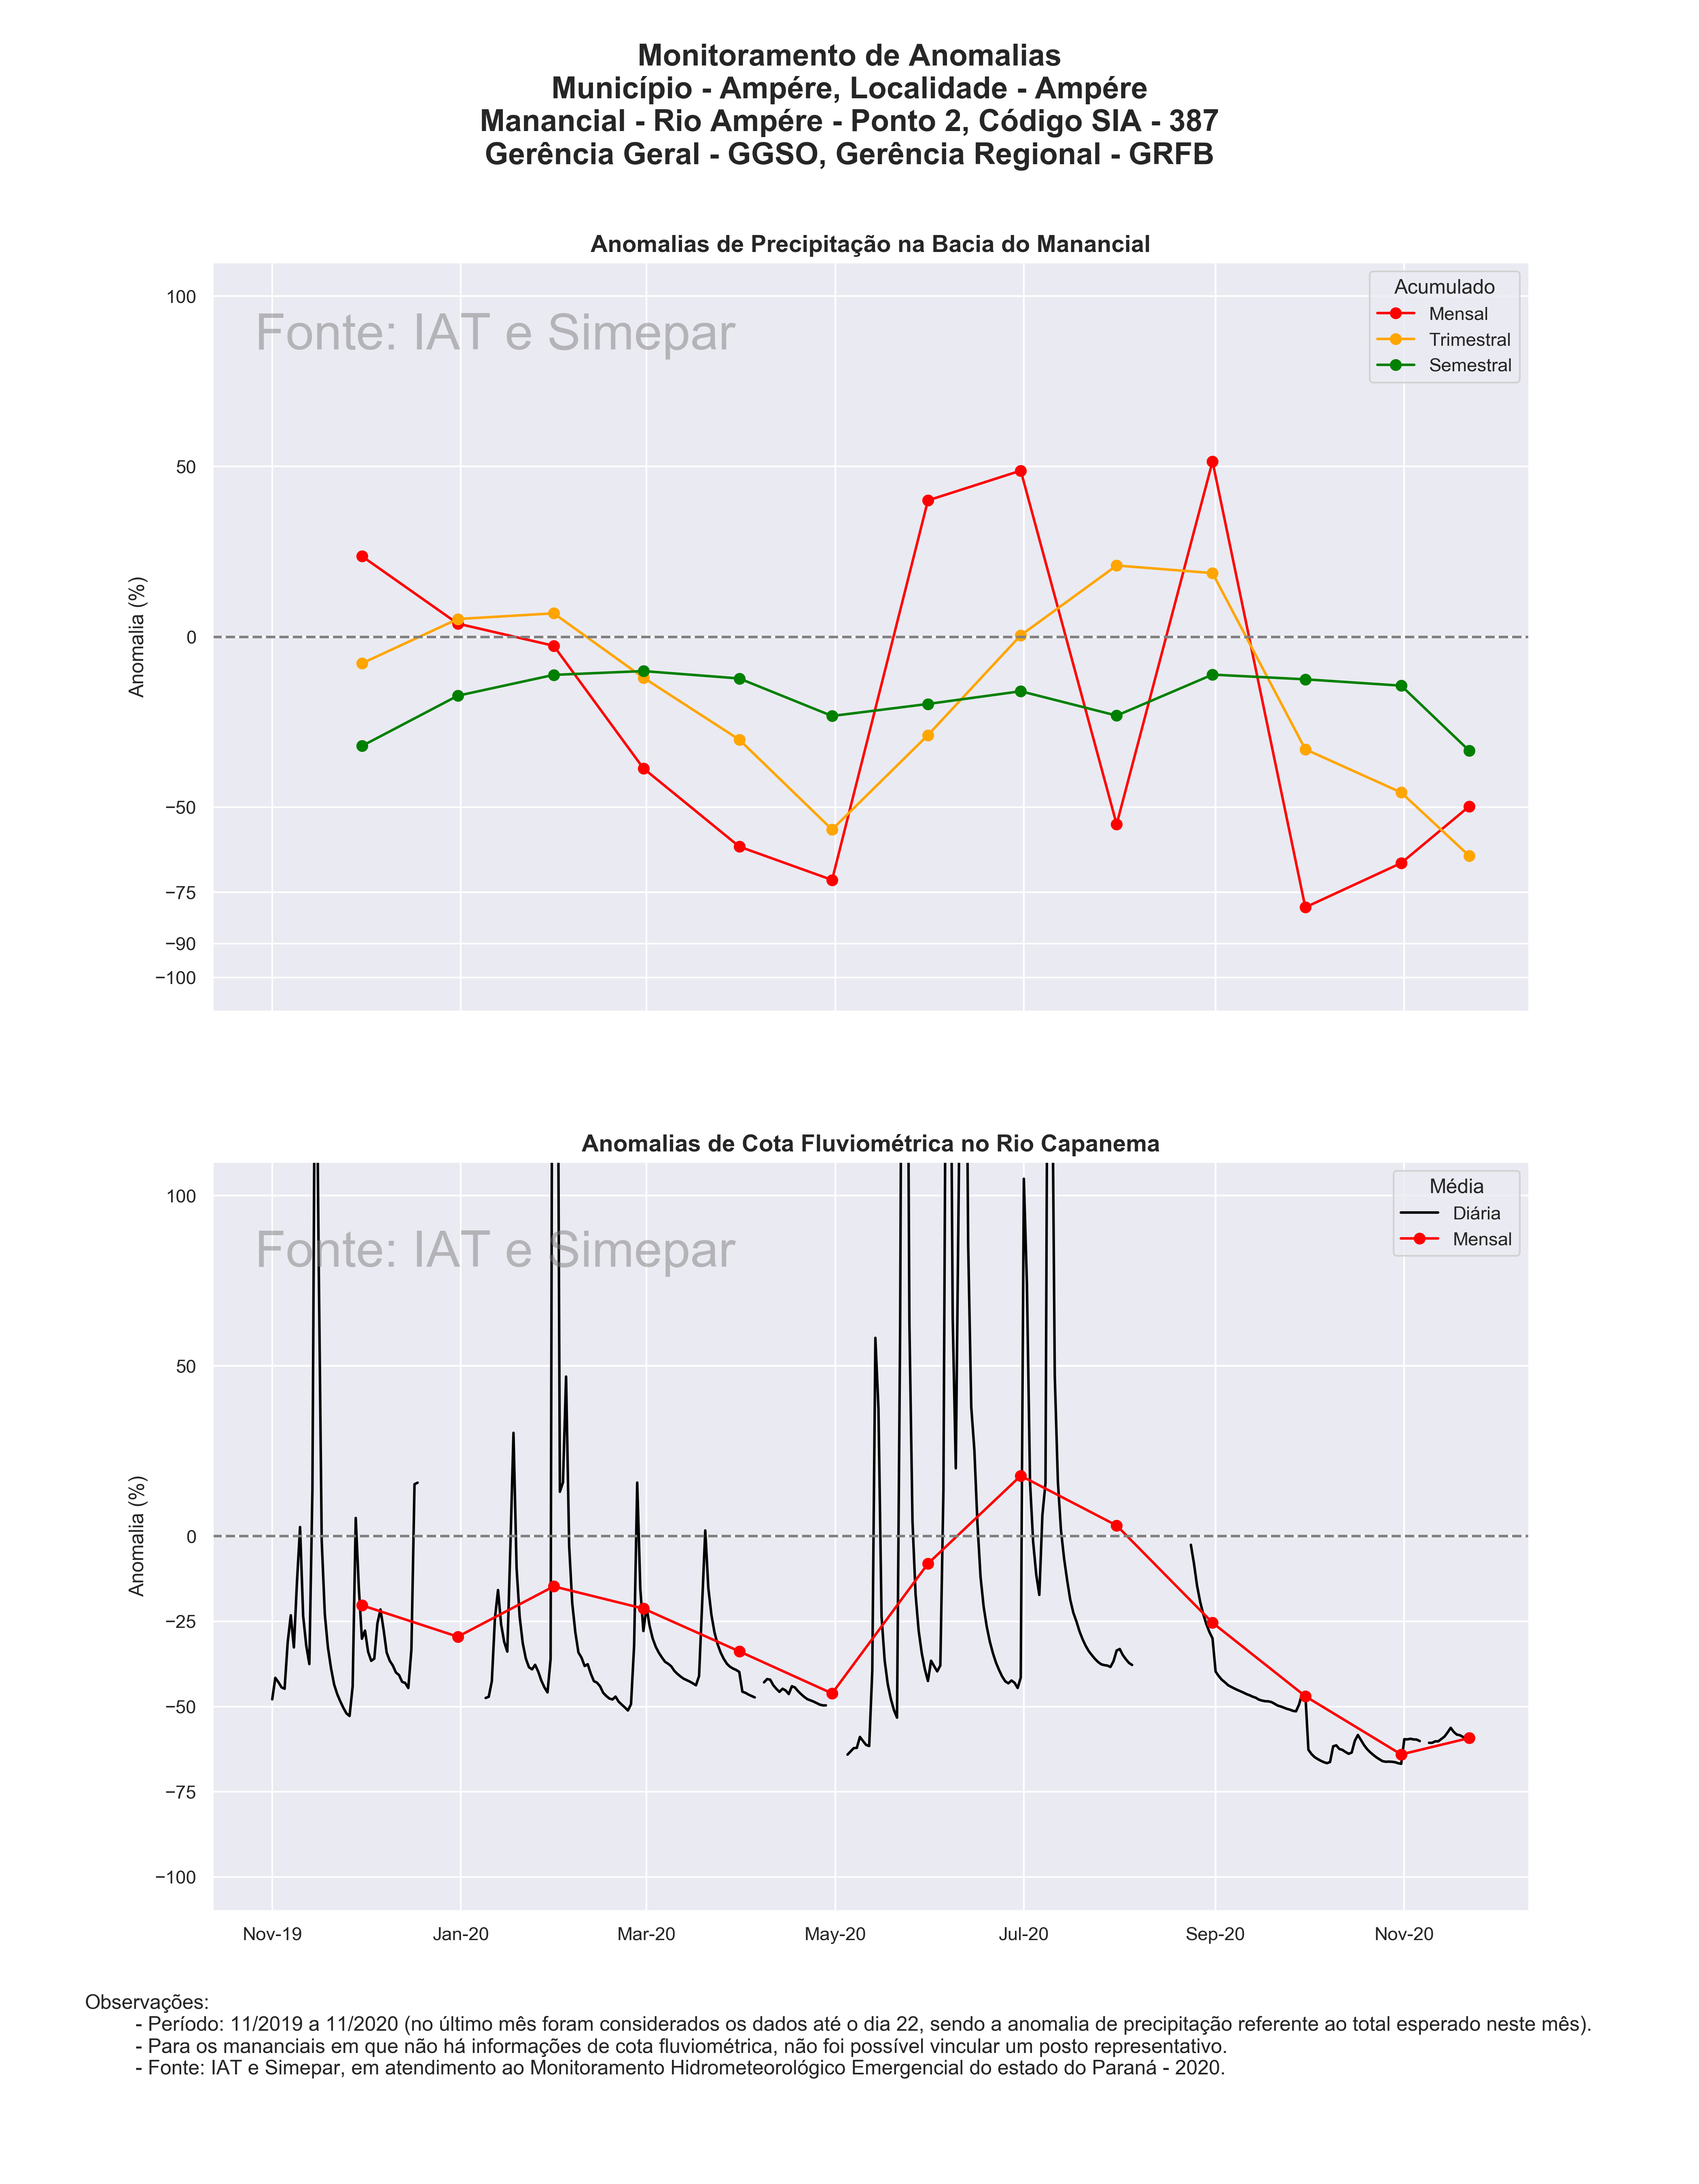 Monitoramento de Anomalias
Município - Ampére, Localidade - Ampére
Manancial - Rio Ampére - Ponto 2, Código SIA - 387
Gerência Geral - GGSO, Gerência Regional - GRFB
Anomalias de Precipitação na Bacia do Manancial
Fonte: IAT e Simepar
Acumulado
Mensal
Trimestral
Semestral
Anomalia (%)
100
50
0
−50
−75
−90
−100
Anomalias de Cota Fluviométrica no Rio Capanema
Fonte: IAT e Simepar
Média
Diária
Mensal
Anomalia (%)
100
50
0
−25
−50
−75
−100
Nov-19 Jan-20 Mar-20 May-20 Jul-20 Sep-20 Nov-20
Observações:
- Período: 11/2019 a 11/2020 (no último mês foram considerados os dados até o dia 22, sendo a anomalia de precipitação referente ao total esperado neste mês).
- Para os mananciais em que não há informações de cota fluviométrica, não foi possível vincular um posto representativo.
- Fonte: IAT e Simepar, em atendimento ao Monitoramento Hidrometeorológico Emergencial do estado do Paraná - 2020.